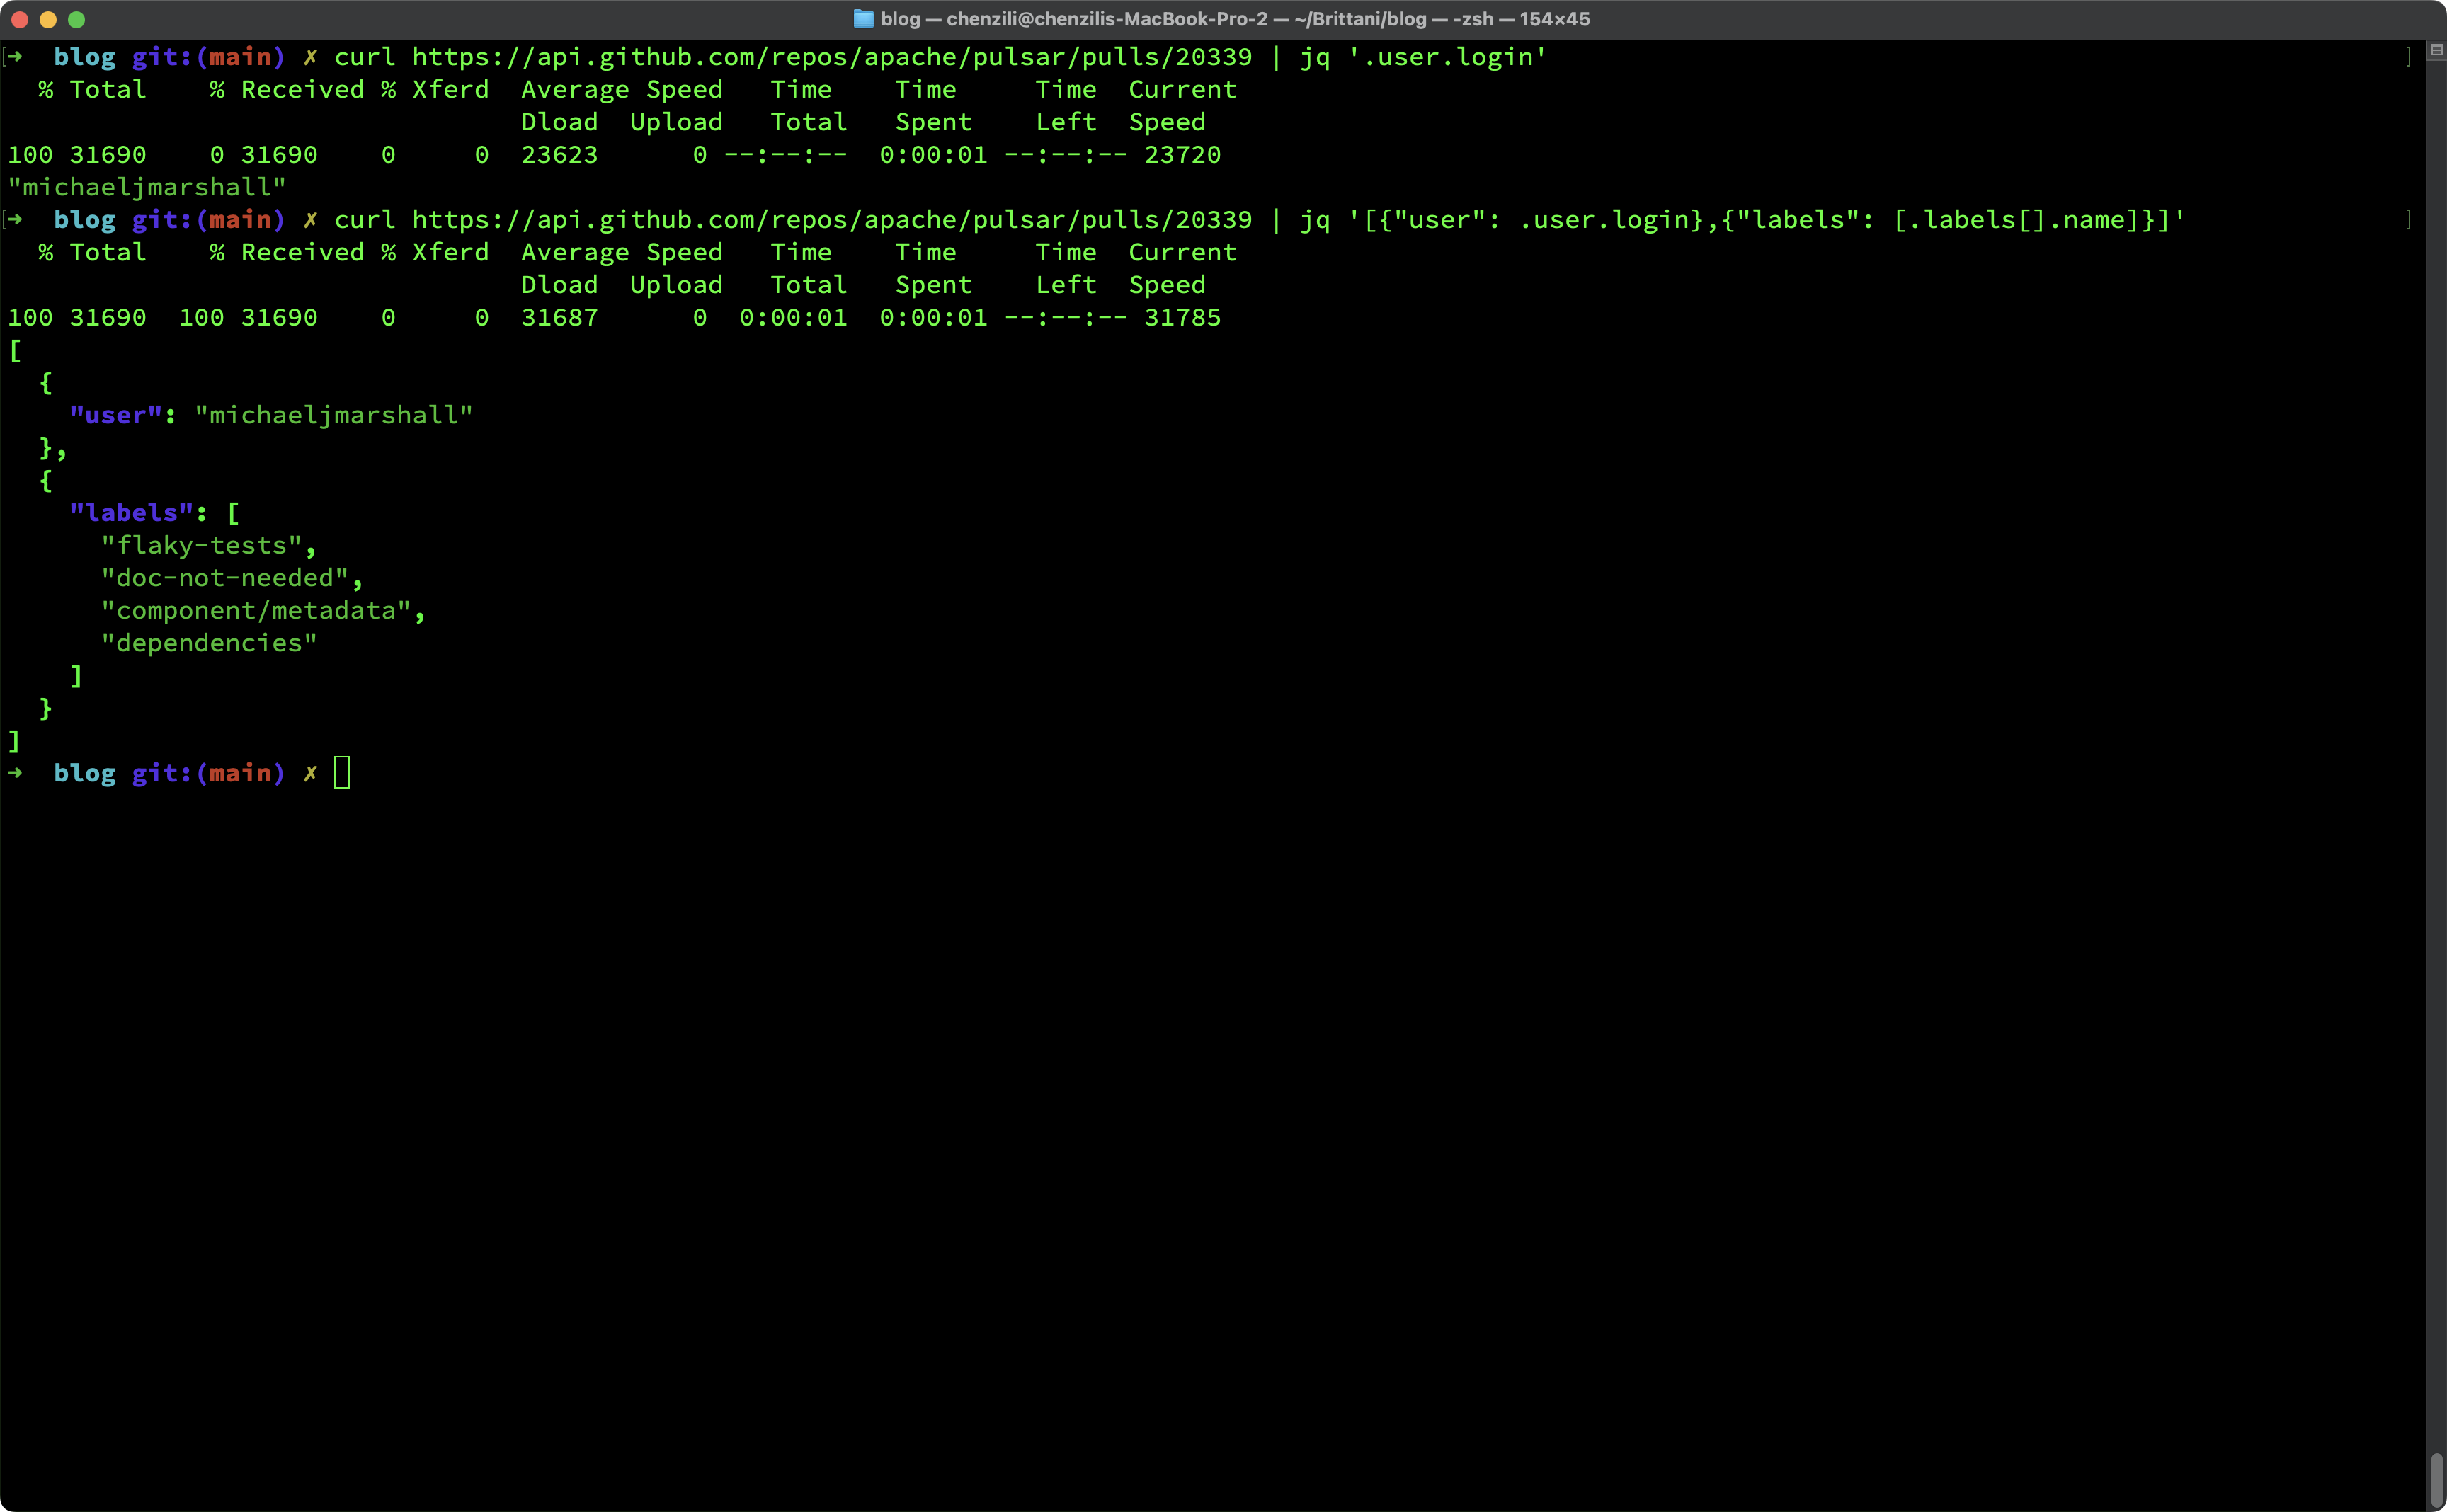 blog — chenzili@chenzilis-MacBook-Pro-2 — ~/Brittani/blog — -zsh — 154×45
[➜  blog git:(main) ✗ curl https://api.github.com/repos/apache/pulsar/pulls/20339 | jq '.user.login' ]
  % Total    % Received % Xferd  Average Speed   Time    Time     Time  Current
                                 Dload  Upload   Total   Spent    Left  Speed
100 31690    0 31690    0     0  23623      0 --:--:--  0:00:01 --:--:-- 23720
"michaeljmarshall"
[➜  blog git:(main) ✗ curl https://api.github.com/repos/apache/pulsar/pulls/20339 | jq '[{"user": .user.login},{"labels": [.labels[].name]}]' ]
  % Total    % Received % Xferd  Average Speed   Time    Time     Time  Current
                                 Dload  Upload   Total   Spent    Left  Speed
100 31690  100 31690    0     0  31687      0  0:00:01  0:00:01 --:--:-- 31785
[
  {
    "user": "michaeljmarshall"
  },
  {
    "labels": [
      "flaky-tests",
      "doc-not-needed",
      "component/metadata",
      "dependencies"
    ]
  }
]
➜  blog git:(main) ✗